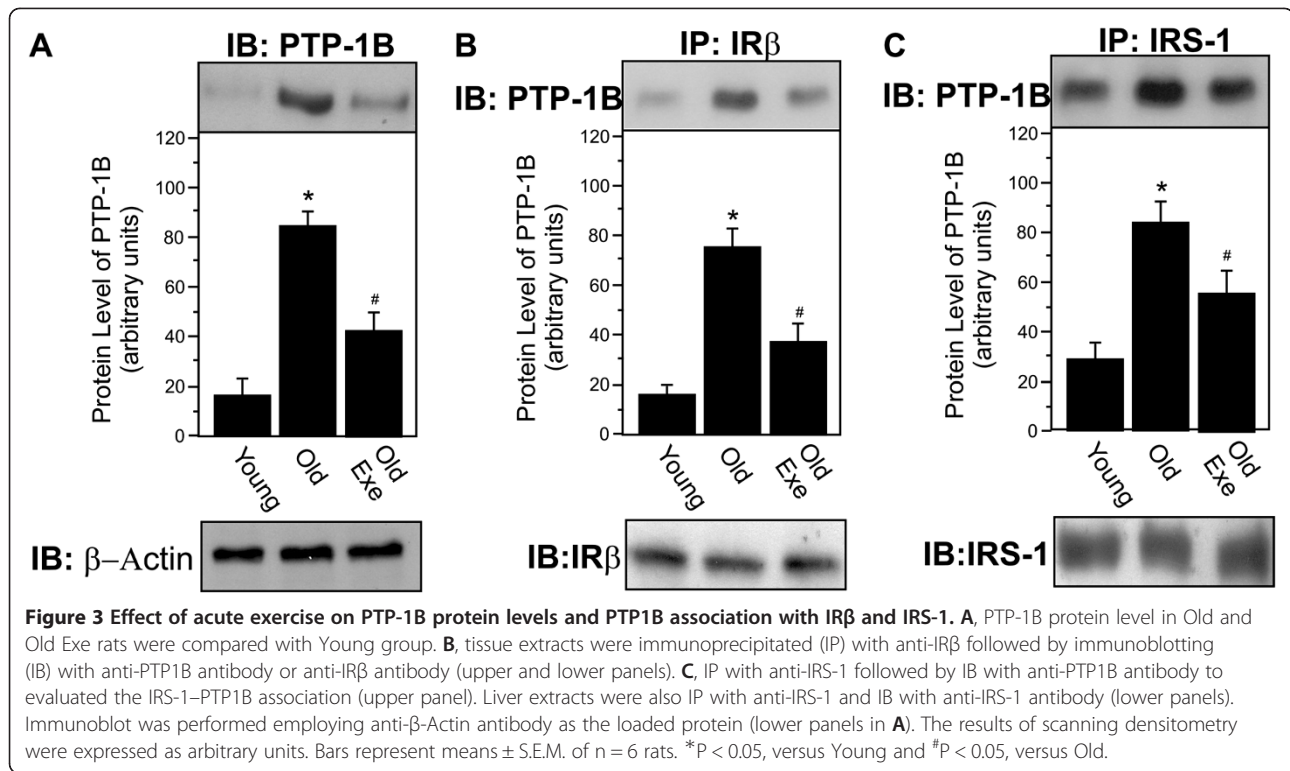 A
IB: PTP-1B
Protein Level of PTP-1B
(arbitrary units)
120
100
80
60
40
20
0
*
#
Young
Old
Old
Exe
IB: β–Actin
B
IP: IRβ
IB: PTP-1B
Protein Level of PTP-1B
(arbitrary units)
120
100
80
60
40
20
0
*
#
Young
Old
Old
Exe
IB:IRβ
C
IP: IRS-1
IB: PTP-1B
Protein Level of PTP-1B
(arbitrary units)
120
100
80
60
40
20
0
*
#
Young
Old
Old
Exe
IB:IRS-1
Figure 3 Effect of acute exercise on PTP-1B protein levels and PTP1B association with IRβ and IRS-1. A, PTP-1B protein level in Old and
Old Exe rats were compared with Young group. B, tissue extracts were immunoprecipitated (IP) with anti-IRβ followed by immunoblotting
(IB) with anti-PTP1B antibody or anti-IRβ antibody (upper and lower panels). C, IP with anti-IRS-1 followed by IB with anti-PTP1B antibody to
evaluated the IRS-1–PTP1B association (upper panel). Liver extracts were also IP with anti-IRS-1 and IB with anti-IRS-1 antibody (lower panels).
Immunoblot was performed employing anti-β-Actin antibody as the loaded protein (lower panels in A). The results of scanning densitometry
were expressed as arbitrary units. Bars represent means ± S.E.M. of n = 6 rats. *P < 0.05, versus Young and #P < 0.05, versus Old.